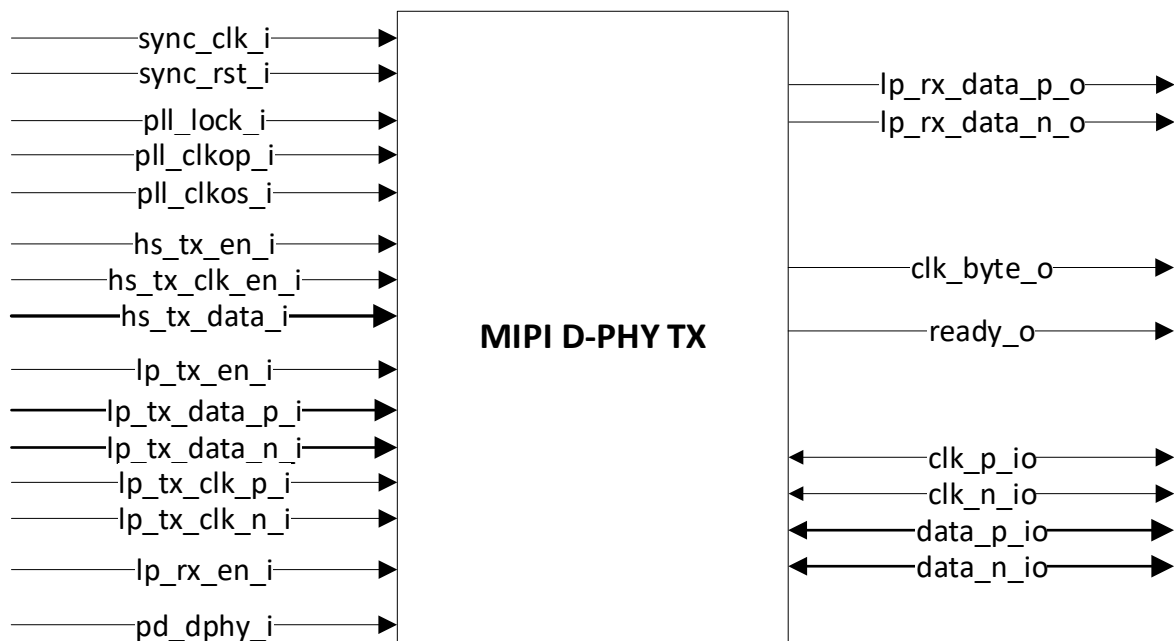 sync_clk_i
sync_rst_i
pll_lock_i
pll_clkop_i
pll_clkos_i
hs_tx_en_i
hs_tx_clk_en_i
hs_tx_data_i
lp_tx_en_i
lp_tx_data_p_i
lp_tx_data_n_i
lp_tx_clk_p_i
lp_tx_clk_n_i
lp_rx_en_i
pd_dphy_i
MIPI D-PHY TX
lp_rx_data_p_o
lp_rx_data_n_o
clk_byte_o
ready_o
clk_p_io
clk_n_io
data_p_io
data_n_io